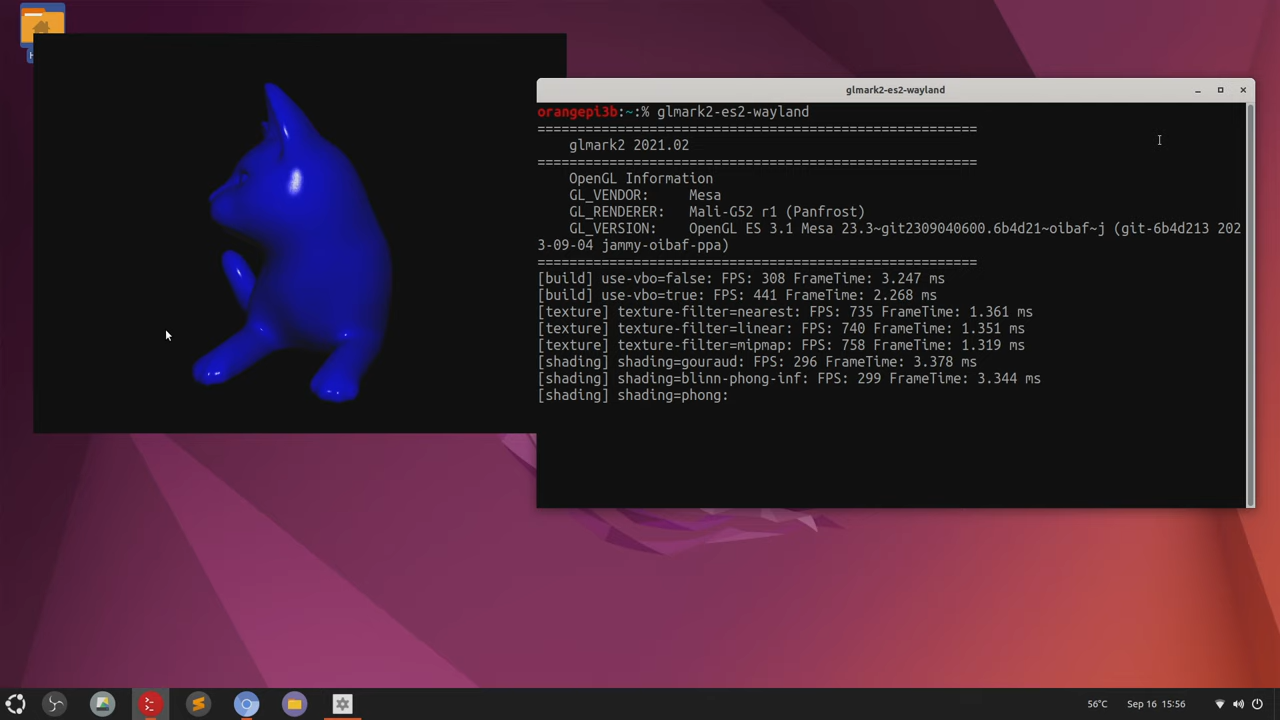 H
glmark2-es2-wayland
orangepi3b:~:% glmark2-es2-wayland
=======================================================
glmark2 2021.02
=======================================================
OpenGL Information
GL_VENDOR: Mesa
GL_RENDERER: Mali-G52 r1 (Panfrost)
GL_VERSION: OpenGL ES 3.1 Mesa 23.3~git2309040600.6b4d21~oibaf~j (git-6b4d213 202
3-09-04 jammy-oibaf-ppa)
=======================================================
[build] use-vbo=false: FPS: 308 FrameTime: 3.247 ms
[build] use-vbo=true: FPS: 441 FrameTime: 2.268 ms
[texture] texture-filter=nearest: FPS: 735 FrameTime: 1.361 ms
[texture] texture-filter=linear: FPS: 740 FrameTime: 1.351 ms
[texture] texture-filter=mipmap: FPS: 758 FrameTime: 1.319 ms
[shading] shading=gouraud: FPS: 296 FrameTime: 3.378 ms
[shading] shading=blinn-phong-inf: FPS: 299 FrameTime: 3.344 ms
[shading] shading=phong:
56°C Sep 16 15:56